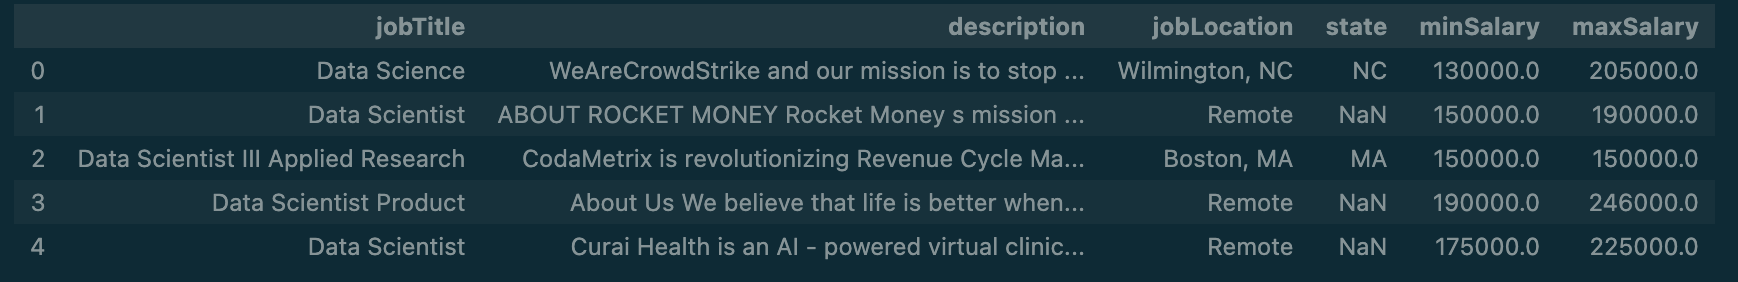 jobTitle description jobLocation state minSalary maxSalary
0 Data Science WeAreCrowdStrike and our mission is to stop ... Wilmington, NC NC 130000.0 205000.0
1 Data Scientist ABOUT ROCKET MONEY Rocket Money s mission ... Remote NaN 150000.0 190000.0
2 Data Scientist III Applied Research CodaMetrix is revolutionizing Revenue Cycle Ma... Boston, MA MA 150000.0 150000.0
3 Data Scientist Product About Us We believe that life is better when... Remote NaN 190000.0 246000.0
4 Data Scientist Curai Health is an AI - powered virtual clinic... Remote NaN 175000.0 225000.0